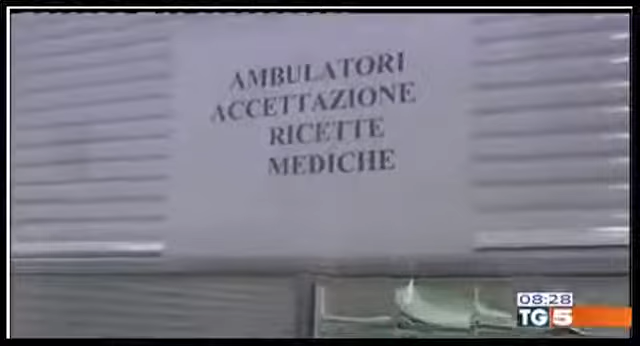 AMBULATORI
ACCETTAZIONE
RICETTE
MEDICHE
08:28
TG5